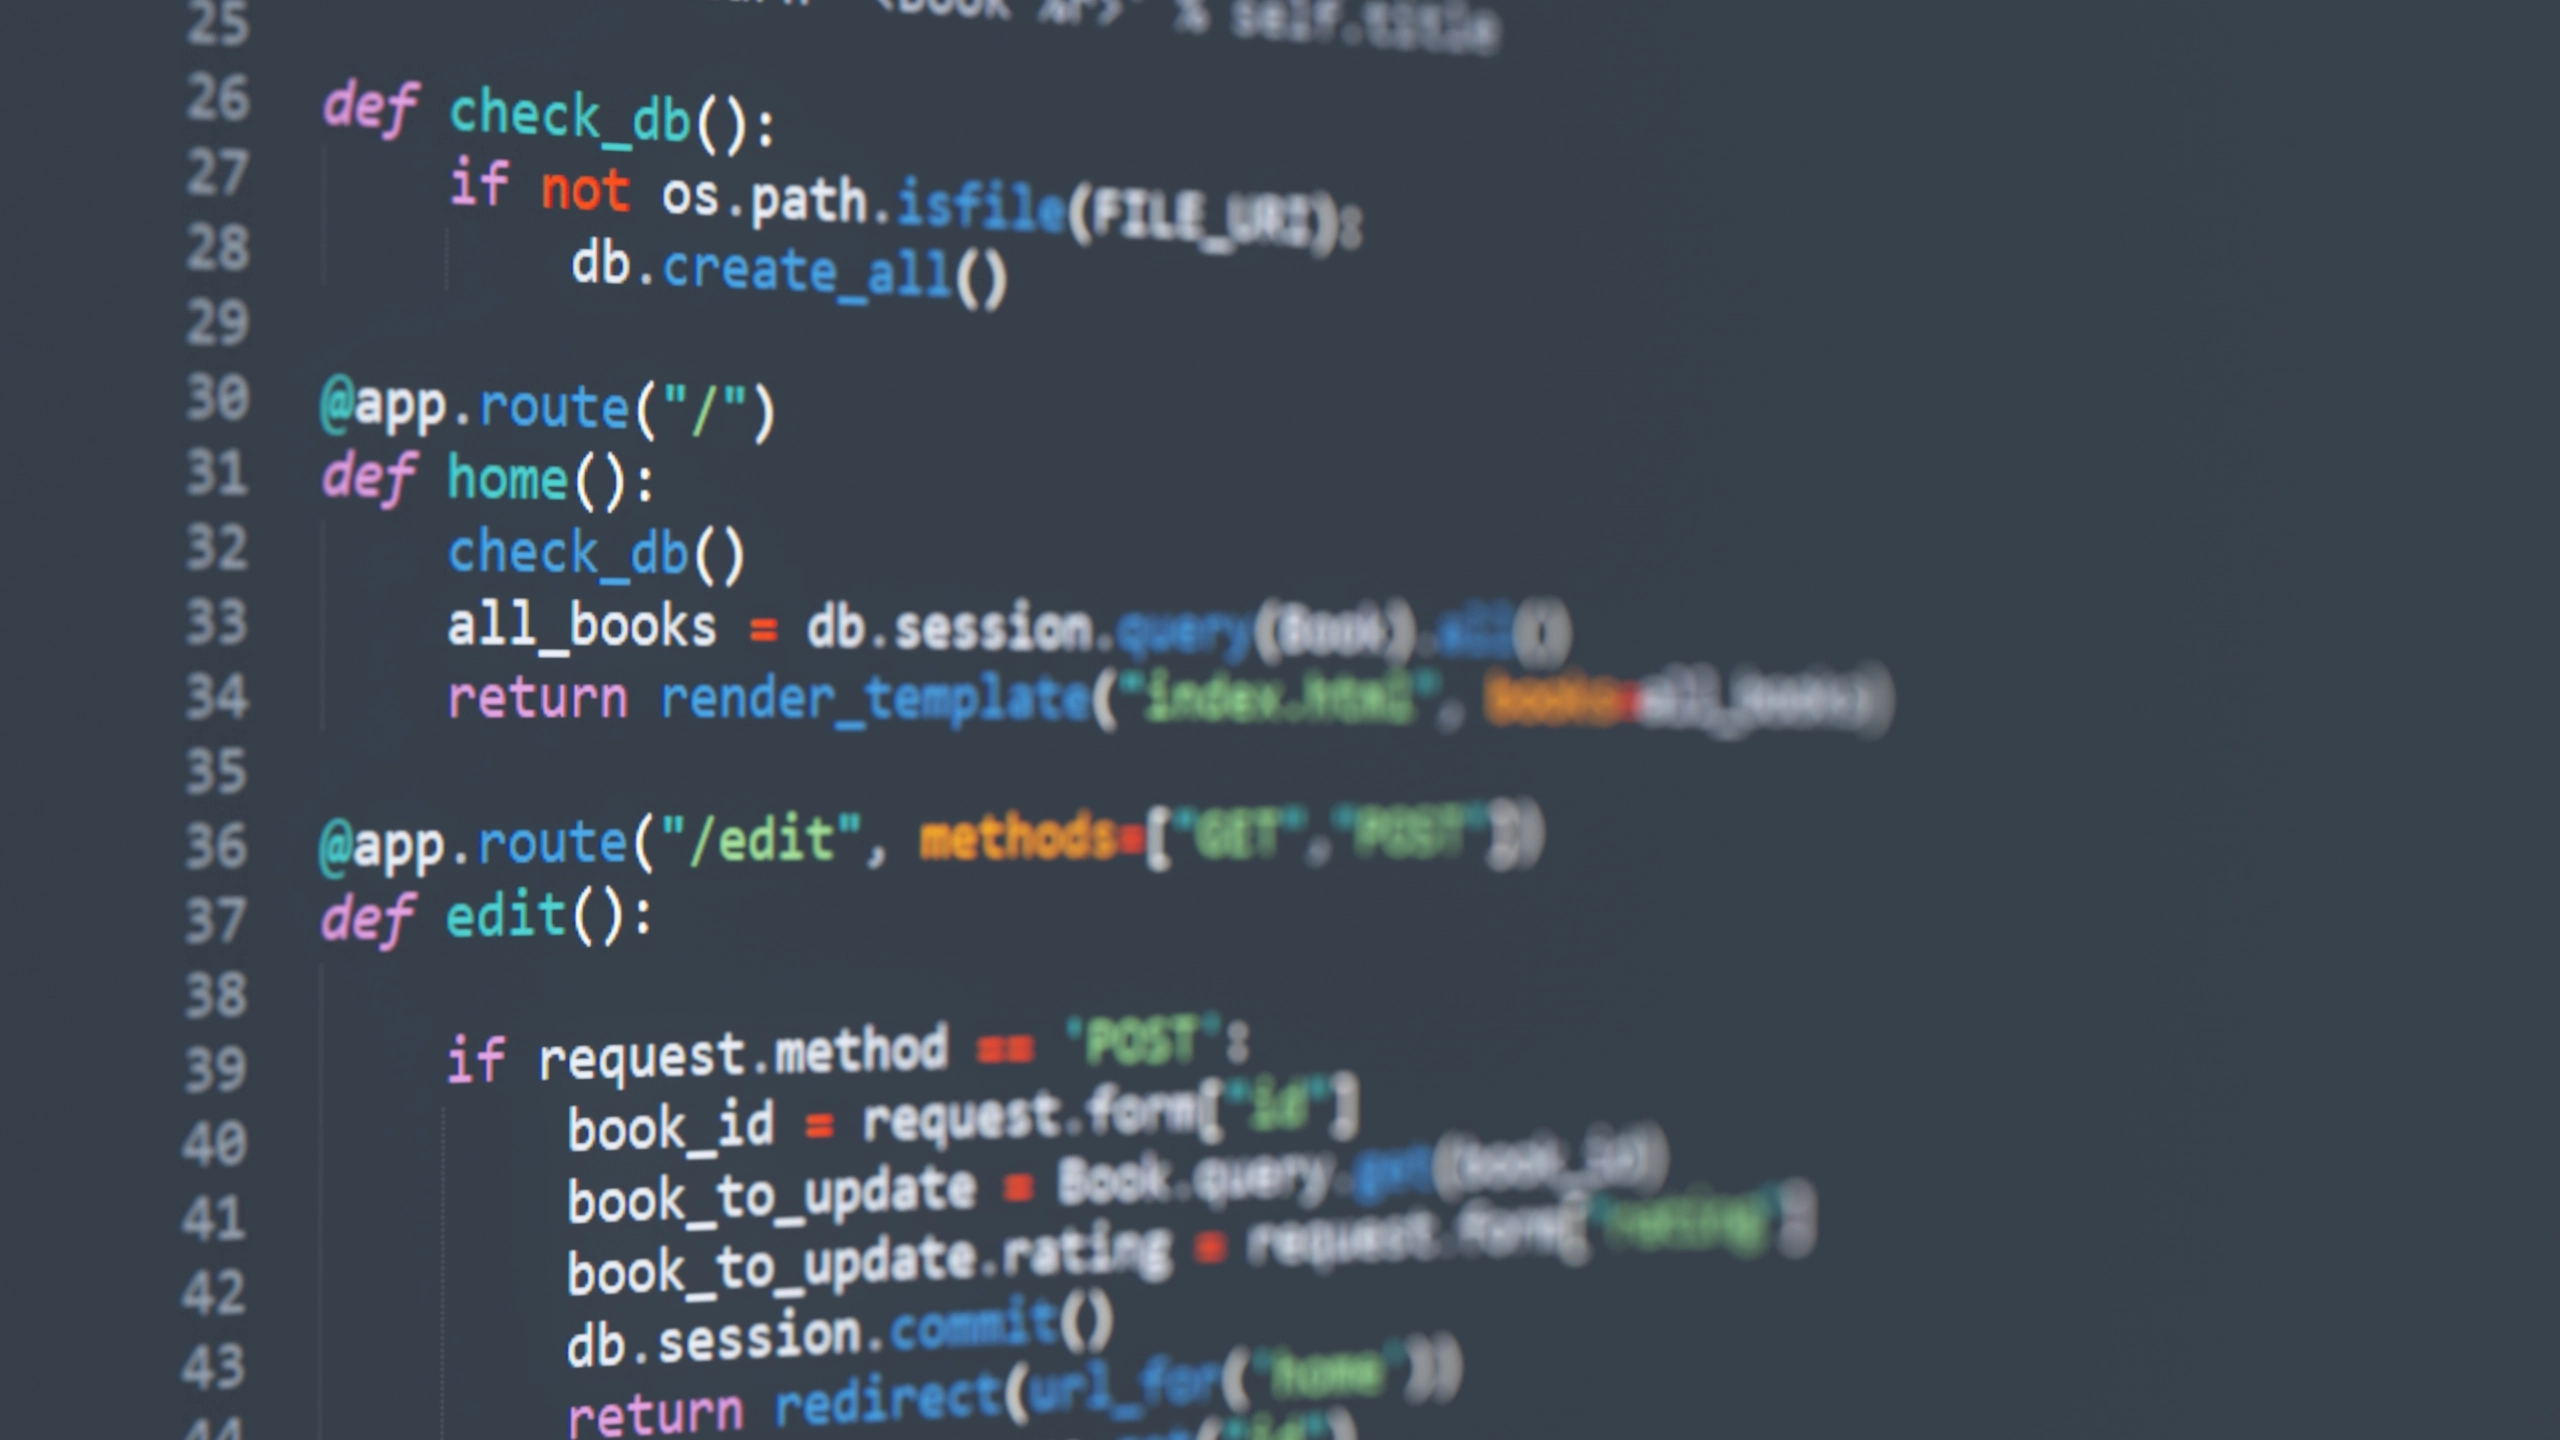 25 '<Book %r>' % self.title
26 def check_db():
27 if not os.path.isfile(FILE_URI):
28 db.create_all()
29
30 @app.route("/")
31 def home():
32 check_db()
33 all_books = db.session.query(Book).all()
34 return render_template("index.html", books=all_books)
35
36 @app.route("/edit", methods=["GET","POST"])
37 def edit():
38
39 if request.method == 'POST':
40 book_id = request.form["id"]
41 book_to_update = Book.query.get(book_id)
42 book_to_update.rating = request.form["rating"]
43 db.session.commit()
44 return redirect(url_for('home'))
("id")